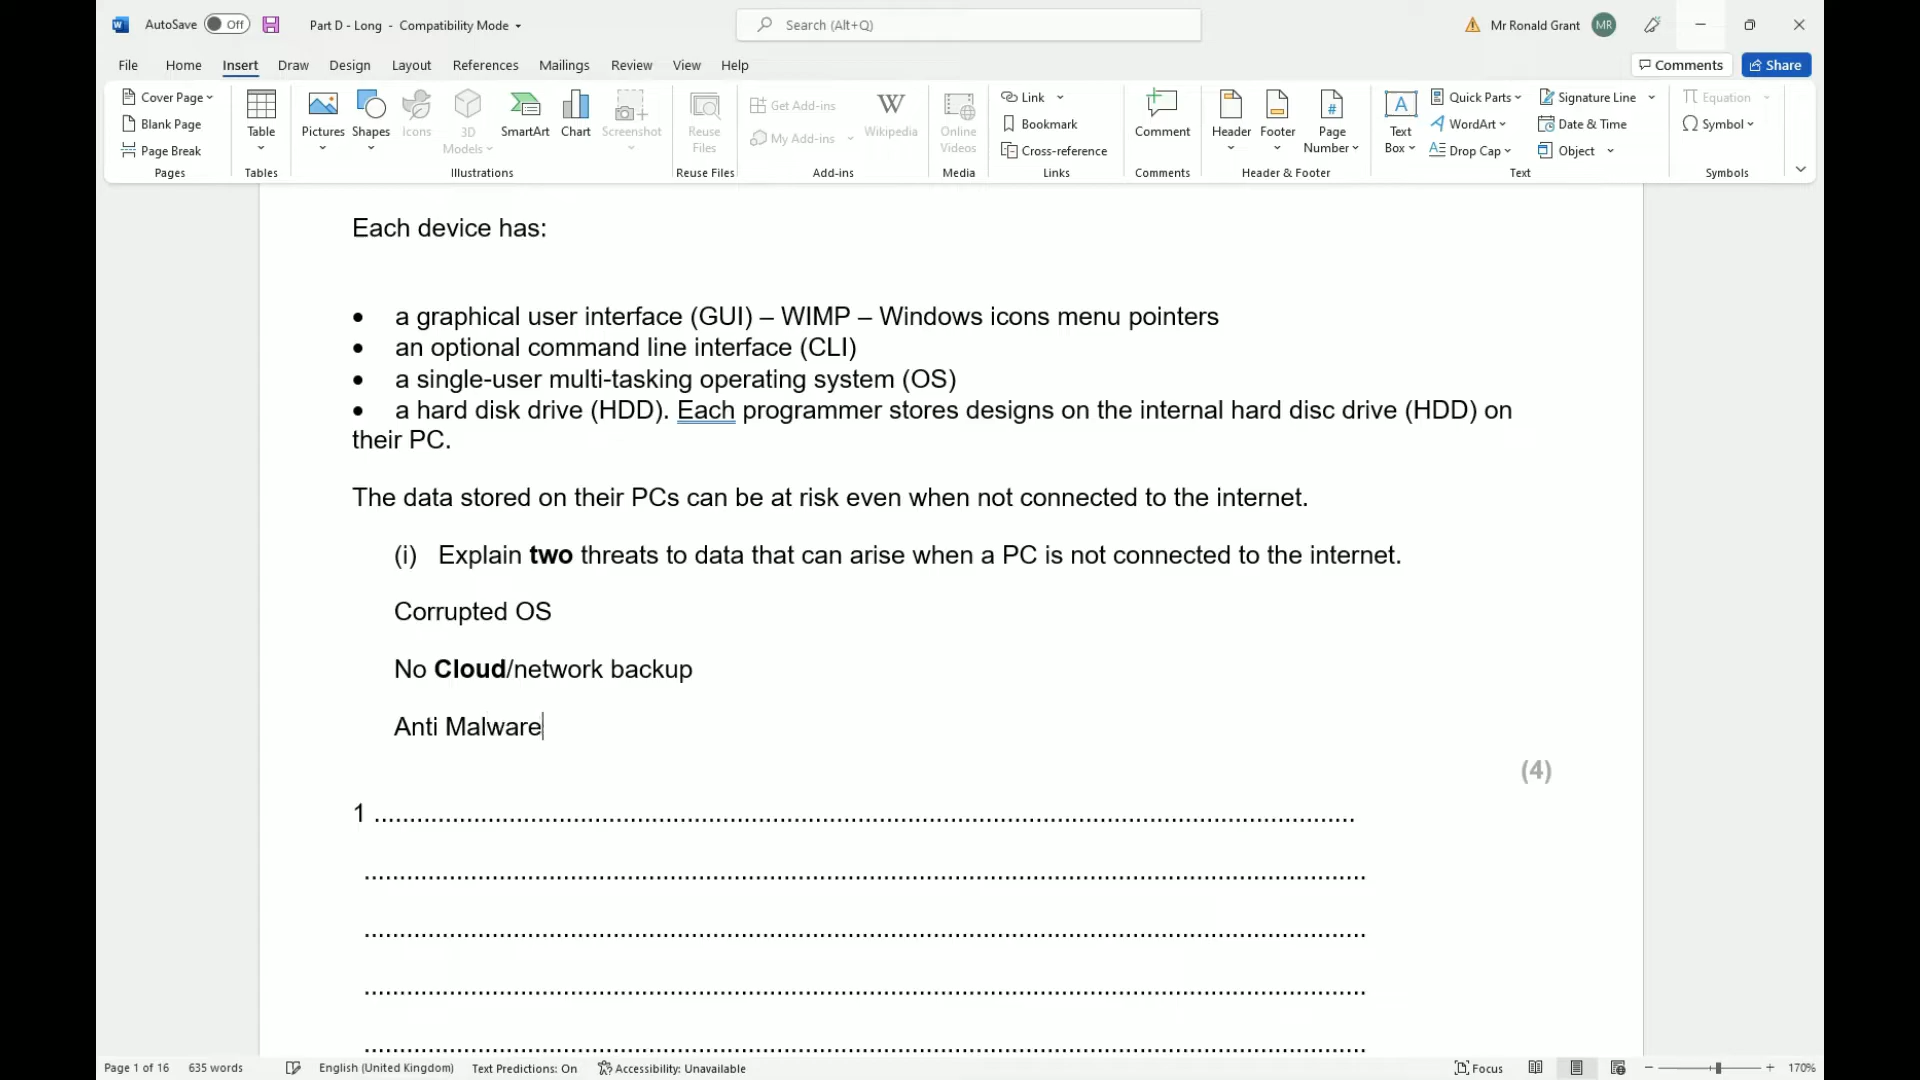 AutoSave Off Part D - Long - Compatibility Mode Search (Alt+Q) Mr Ronald Grant MR
File Home Insert Draw Design Layout References Mailings Review View Help Comments Share
Cover Page
Blank Page
Page Break
Pages
Table
Tables
Pictures Shapes Icons 3D Models SmartArt Chart Screenshot
Illustrations
Reuse Files
Reuse Files
Get Add-ins
My Add-ins
Wikipedia
Add-ins
Online Videos
Media
Link
Bookmark
Cross-reference
Links
Comment
Comments
Header Footer Page Number
Header & Footer
Text Box
Quick Parts
WordArt
Drop Cap
Signature Line
Date & Time
Object
Text
Equation
Symbol
Symbols
Each device has:
• a graphical user interface (GUI) – WIMP – Windows icons menu pointers
• an optional command line interface (CLI)
• a single-user multi-tasking operating system (OS)
• a hard disk drive (HDD). Each programmer stores designs on the internal hard disc drive (HDD) on
their PC.
The data stored on their PCs can be at risk even when not connected to the internet.
(i) Explain two threats to data that can arise when a PC is not connected to the internet.
Corrupted OS
No Cloud/network backup
Anti Malware
(4)
1 ....................
Page 1 of 16 635 words English (United Kingdom) Text Predictions: On Accessibility: Unavailable Focus 170%